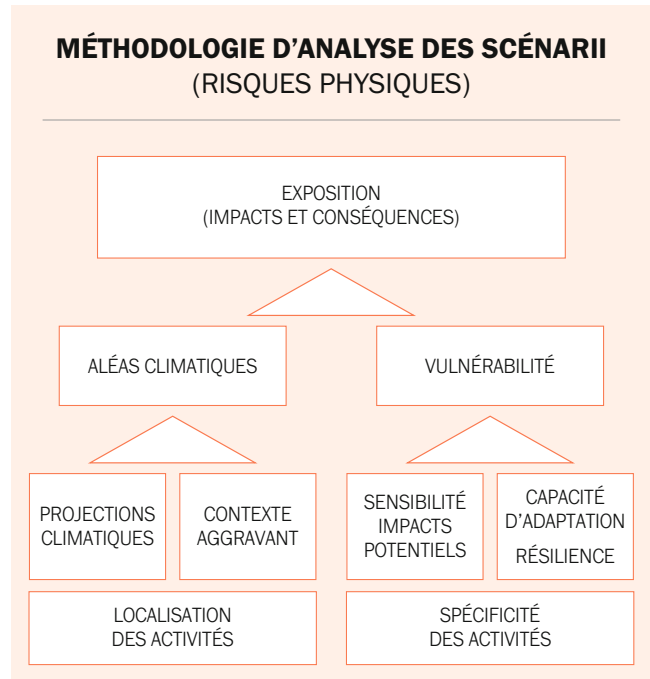 MÉTHODOLOGIE D’ANALYSE DES SCÉNARII
(RISQUES PHYSIQUES)
EXPOSITION
(IMPACTS ET CONSÉQUENCES)
ALÉAS CLIMATIQUES
VULNÉRABILITÉ
PROJECTIONS
CLIMATIQUES
CONTEXTE
AGGRAVANT
SENSIBILITÉ
IMPACTS
POTENTIELS
CAPACITÉ
D’ADAPTATION
RÉSILIENCE
LOCALISATION
DES ACTIVITÉS
SPÉCIFICITÉ
DES ACTIVITÉS